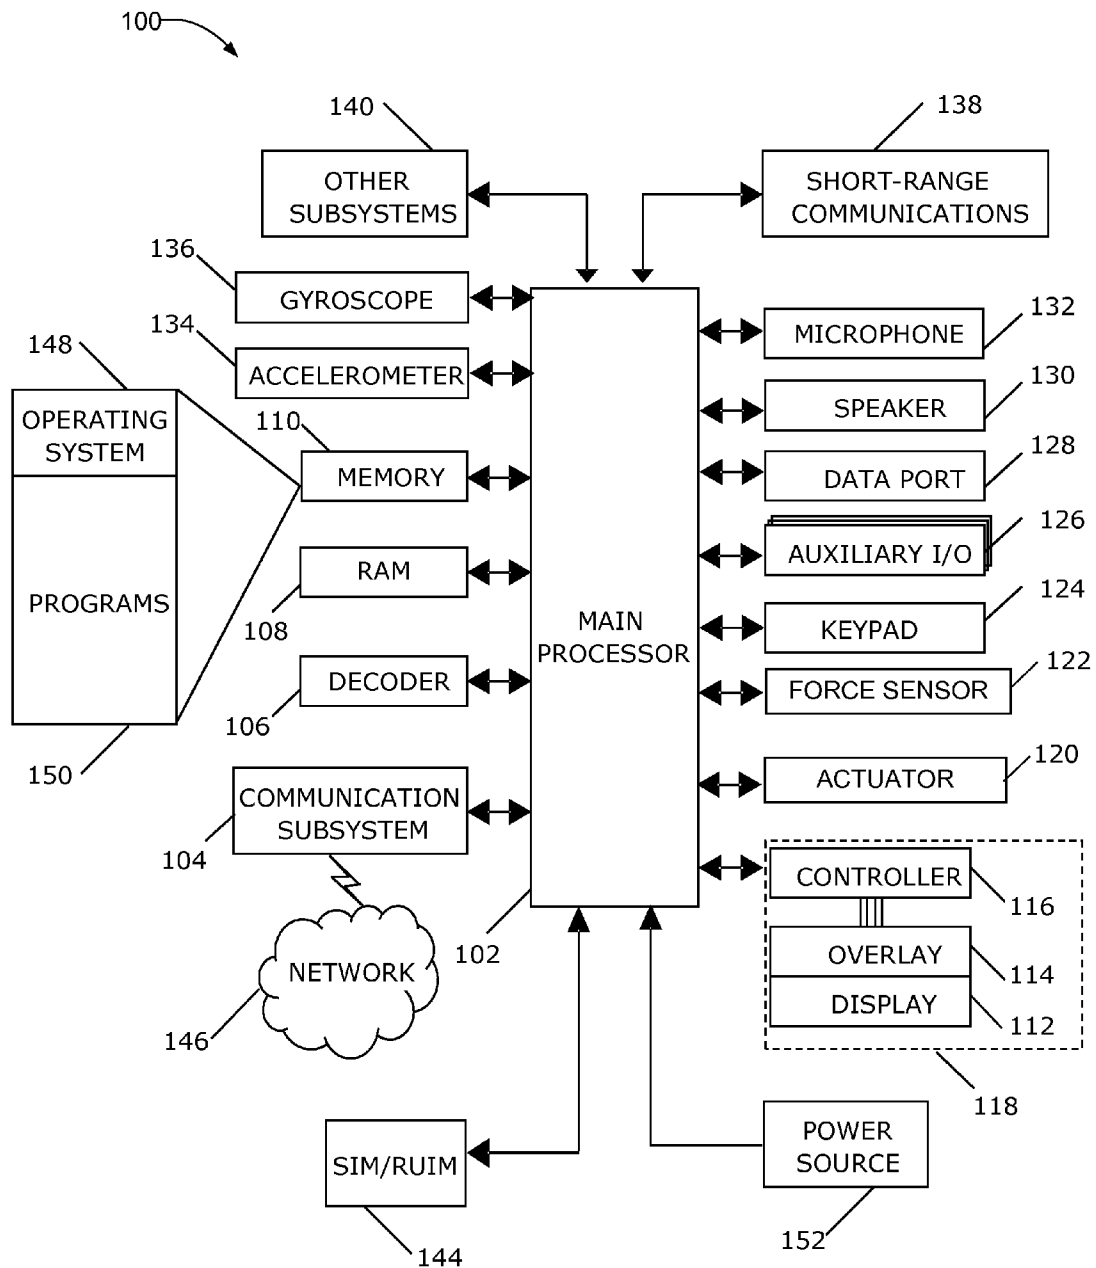 100
140
138
OTHER
SUBSYSTEMS
SHORT-RANGE
COMMUNICATIONS
136
GYROSCOPE
132
MICROPHONE
134
ACCELEROMETER
148
130
SPEAKER
OPERATING
SYSTEM
110
MEMORY
128
DATA PORT
126
AUXILIARY I/O
RAM
108
PROGRAMS
124
KEYPAD
MAIN
PROCESSOR
DECODER
106
122
FORCE SENSOR
150
120
ACTUATOR
COMMUNICATION
SUBSYSTEM
104
CONTROLLER
116
102
OVERLAY
114
NETWORK
146
DISPLAY
112
118
POWER
SOURCE
152
SIM/RUIM
144